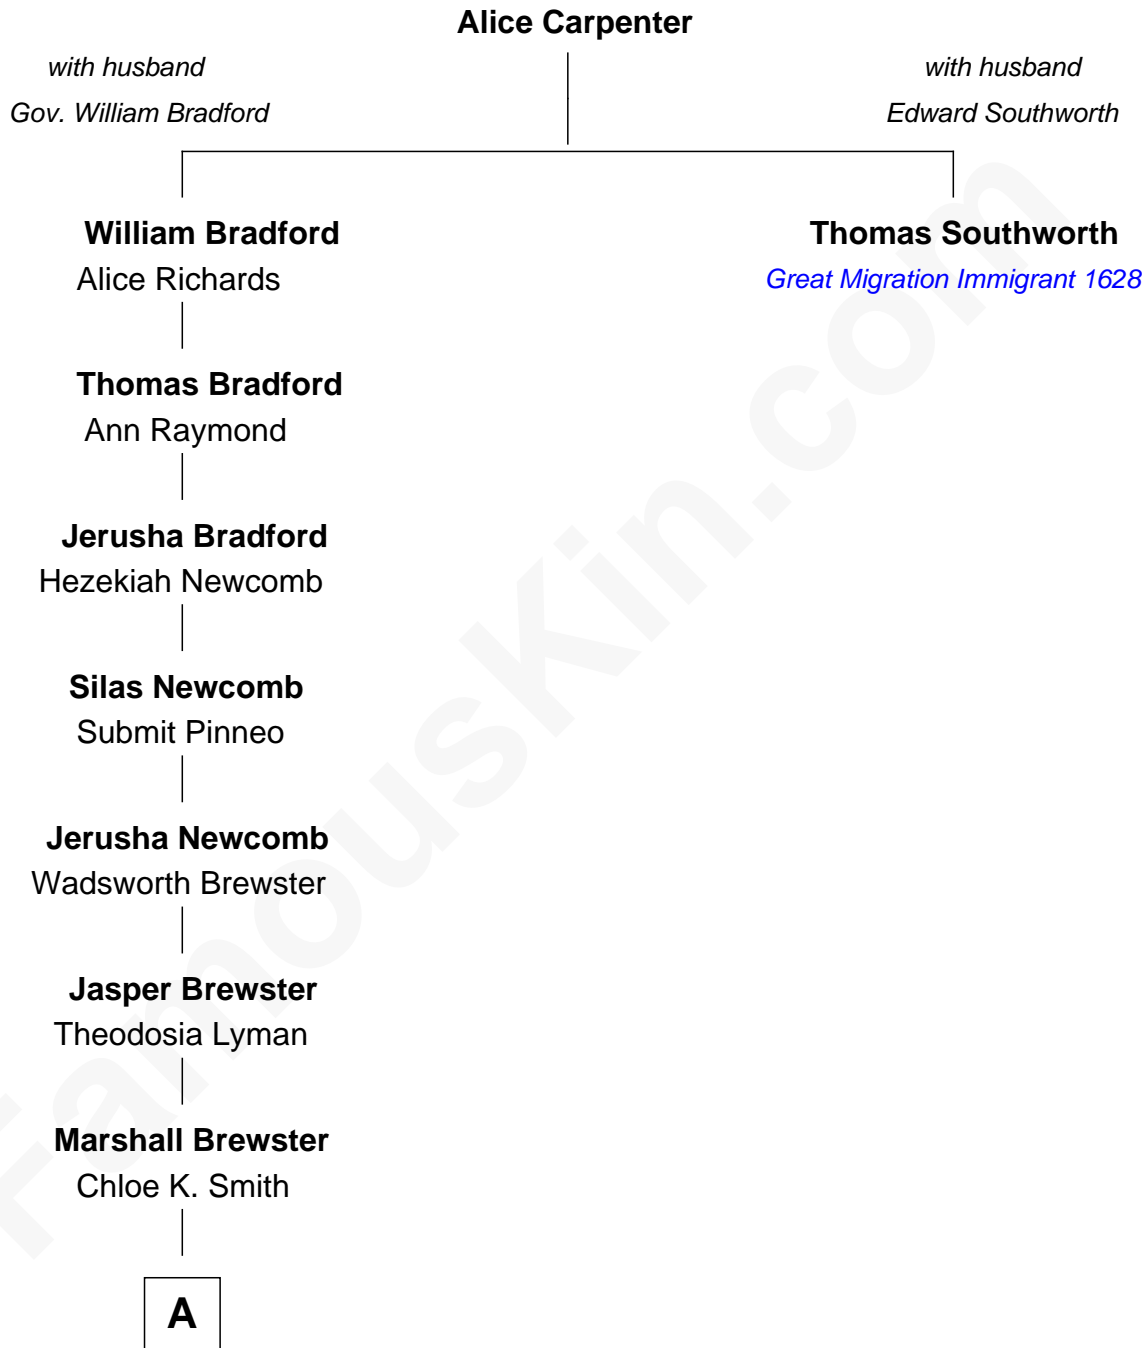 Alice Carpenter
with husband
Gov. William Bradford
with husband
Edward Southworth
William Bradford
Alice Richards
Thomas Southworth
Great Migration Immigrant 1628
Thomas Bradford
Ann Raymond
Jerusha Bradford
Hezekiah Newcomb
Silas Newcomb
Submit Pinneo
Jerusha Newcomb
Wadsworth Brewster
Jasper Brewster
Theodosia Lyman
Marshall Brewster
Chloe K. Smith
A
FamousKin.com